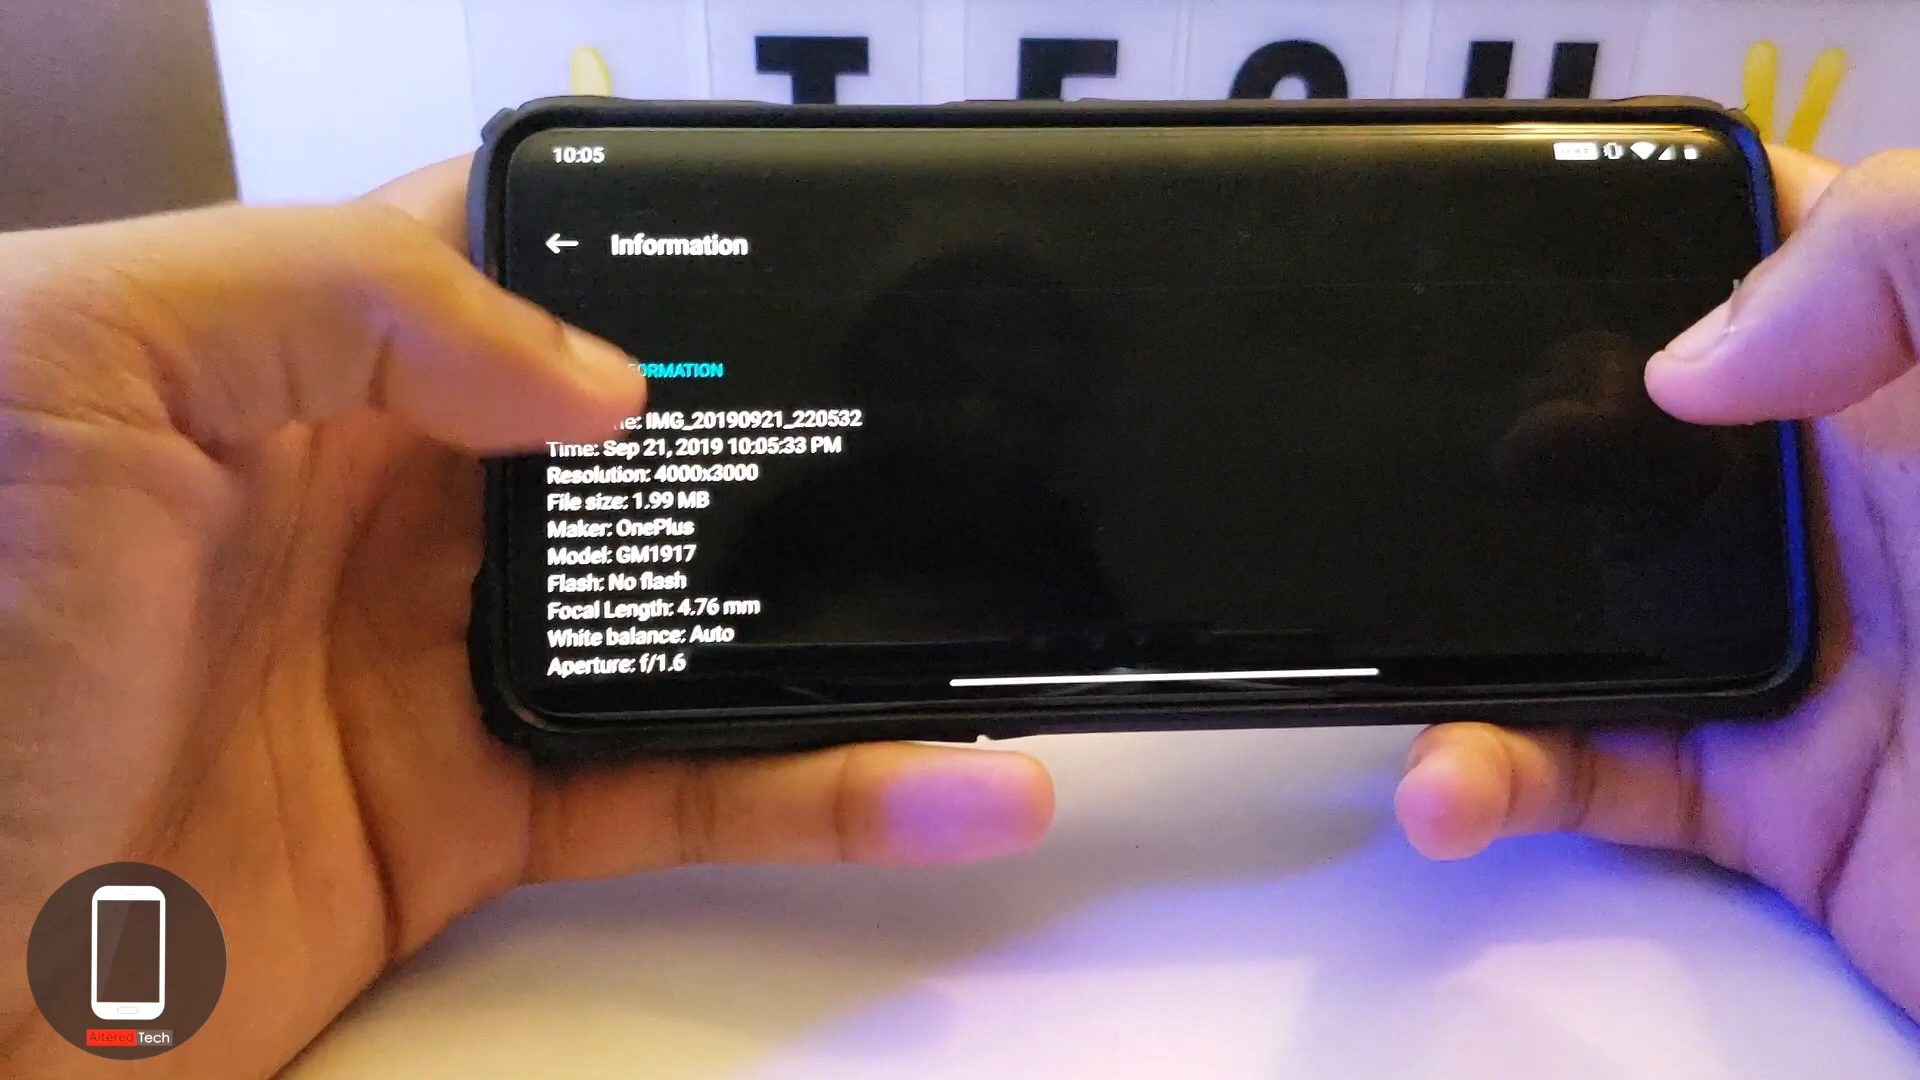 TECH
10:05
Information
FORMATION
e: IMG_20190921_220532
Time: Sep 21, 2019 10:05:33 PM
Resolution: 4000x3000
File size: 1.99 MB
Maker: OnePlus
Model: GM1917
Flash: No flash
Focal Length: 4.76 mm
White balance: Auto
Aperture: f/1.6
Altered Tech